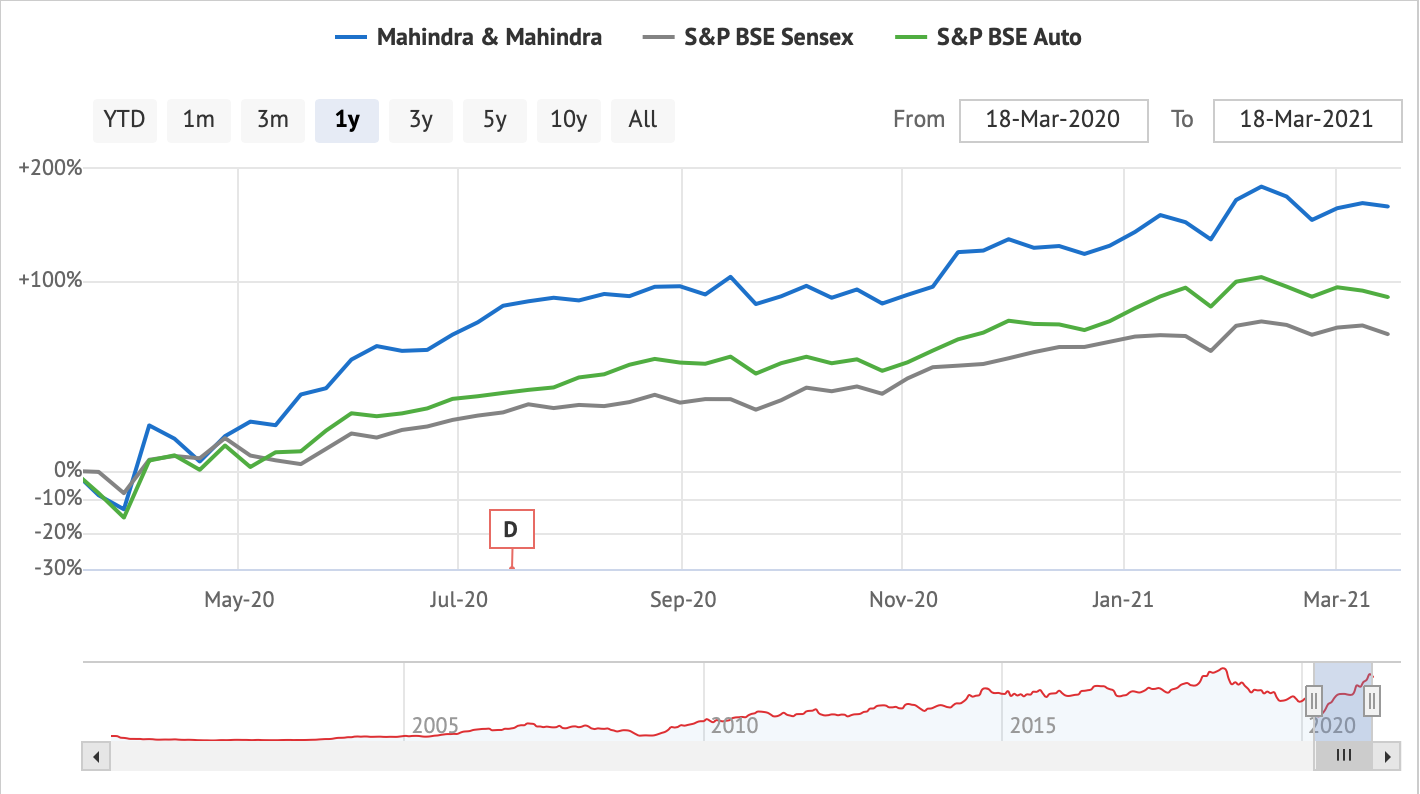 Mahindra & Mahindra S&P BSE Sensex S&P BSE Auto
YTD 1m 3m 1y 3y 5y 10y All From 18-Mar-2020 To 18-Mar-2021
+200%
+100%
0%
-10%
-20%
D
-30%
May-20 Jul-20 Sep-20 Nov-20 Jan-21 Mar-21
2005 2010 2015 2020